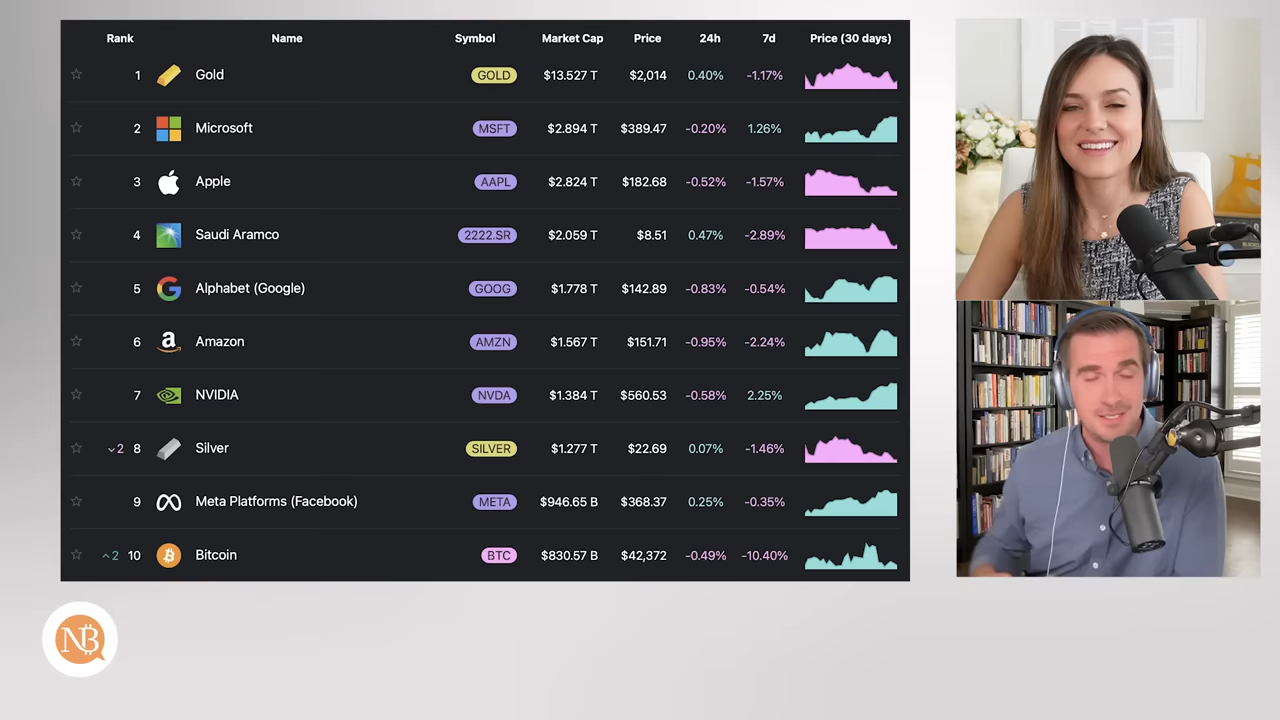 Rank Name Symbol Market Cap Price 24h 7d Price (30 days)
1 Gold GOLD $13.527 T $2,014 0.40% -1.17%
2 Microsoft MSFT $2.894 T $389.47 -0.20% 1.26%
3 Apple AAPL $2.824 T $182.68 -0.52% -1.57%
4 Saudi Aramco 2222.SR $2.059 T $8.51 0.47% -2.89%
5 Alphabet (Google) GOOG $1.778 T $142.89 -0.83% -0.54%
6 Amazon AMZN $1.567 T $151.71 -0.95% -2.24%
7 NVIDIA NVDA $1.384 T $560.53 -0.58% 2.25%
2 8 Silver SILVER $1.277 T $22.69 0.07% -1.46%
9 Meta Platforms (Facebook) META $946.65 B $368.37 0.25% -0.35%
2 10 Bitcoin BTC $830.57 B $42,372 -0.49% -10.40%
NB